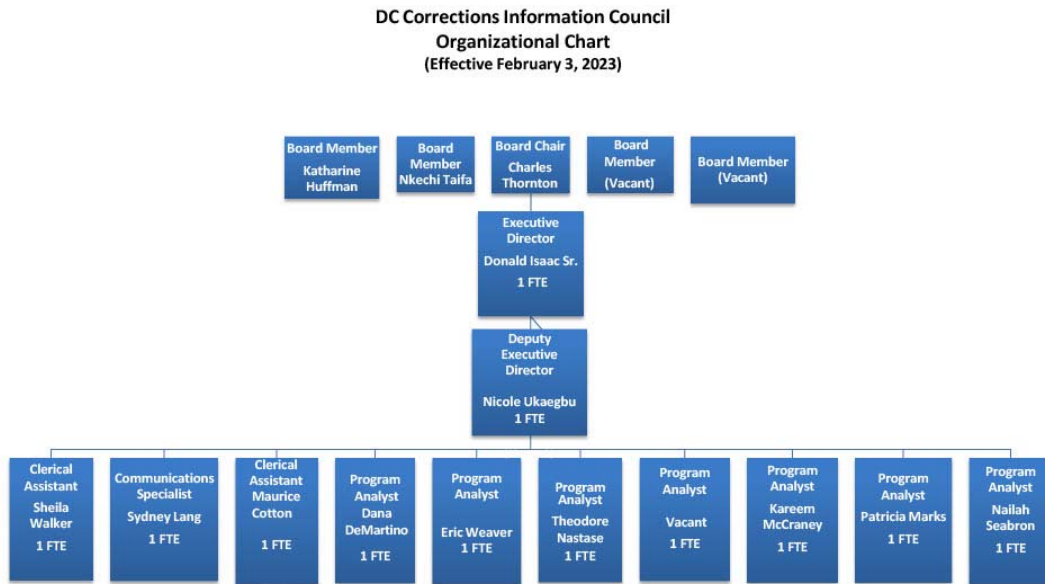 DC Corrections Information Council
Organizational Chart
(Effective February 3, 2023)
Board Member
Katharine
Huffman
Board
Member
Nkechi Taifa
Board Chair
Charles
Thornton
Board
Member
(Vacant)
Board Member
(Vacant)
Executive
Director
Donald Isaac Sr.
1 FTE
Deputy
Executive
Director
Nicole Ukaegbu
1 FTE
Clerical
Assistant
Sheila
Walker
1 FTE
Communications
Specialist
Sydney Lang
1 FTE
Clerical
Assistant
Maurice
Cotton
1 FTE
Program
Analyst
Dana
DeMartino
1 FTE
Program
Analyst
Eric Weaver
1 FTE
Program
Analyst
Theodore
Nastase
1 FTE
Program
Analyst
Vacant
1 FTE
Program
Analyst
Kareem
McCraney
1 FTE
Program
Analyst
Patricia Marks
1 FTE
Program
Analyst
Nailah
Seabron
1 FTE